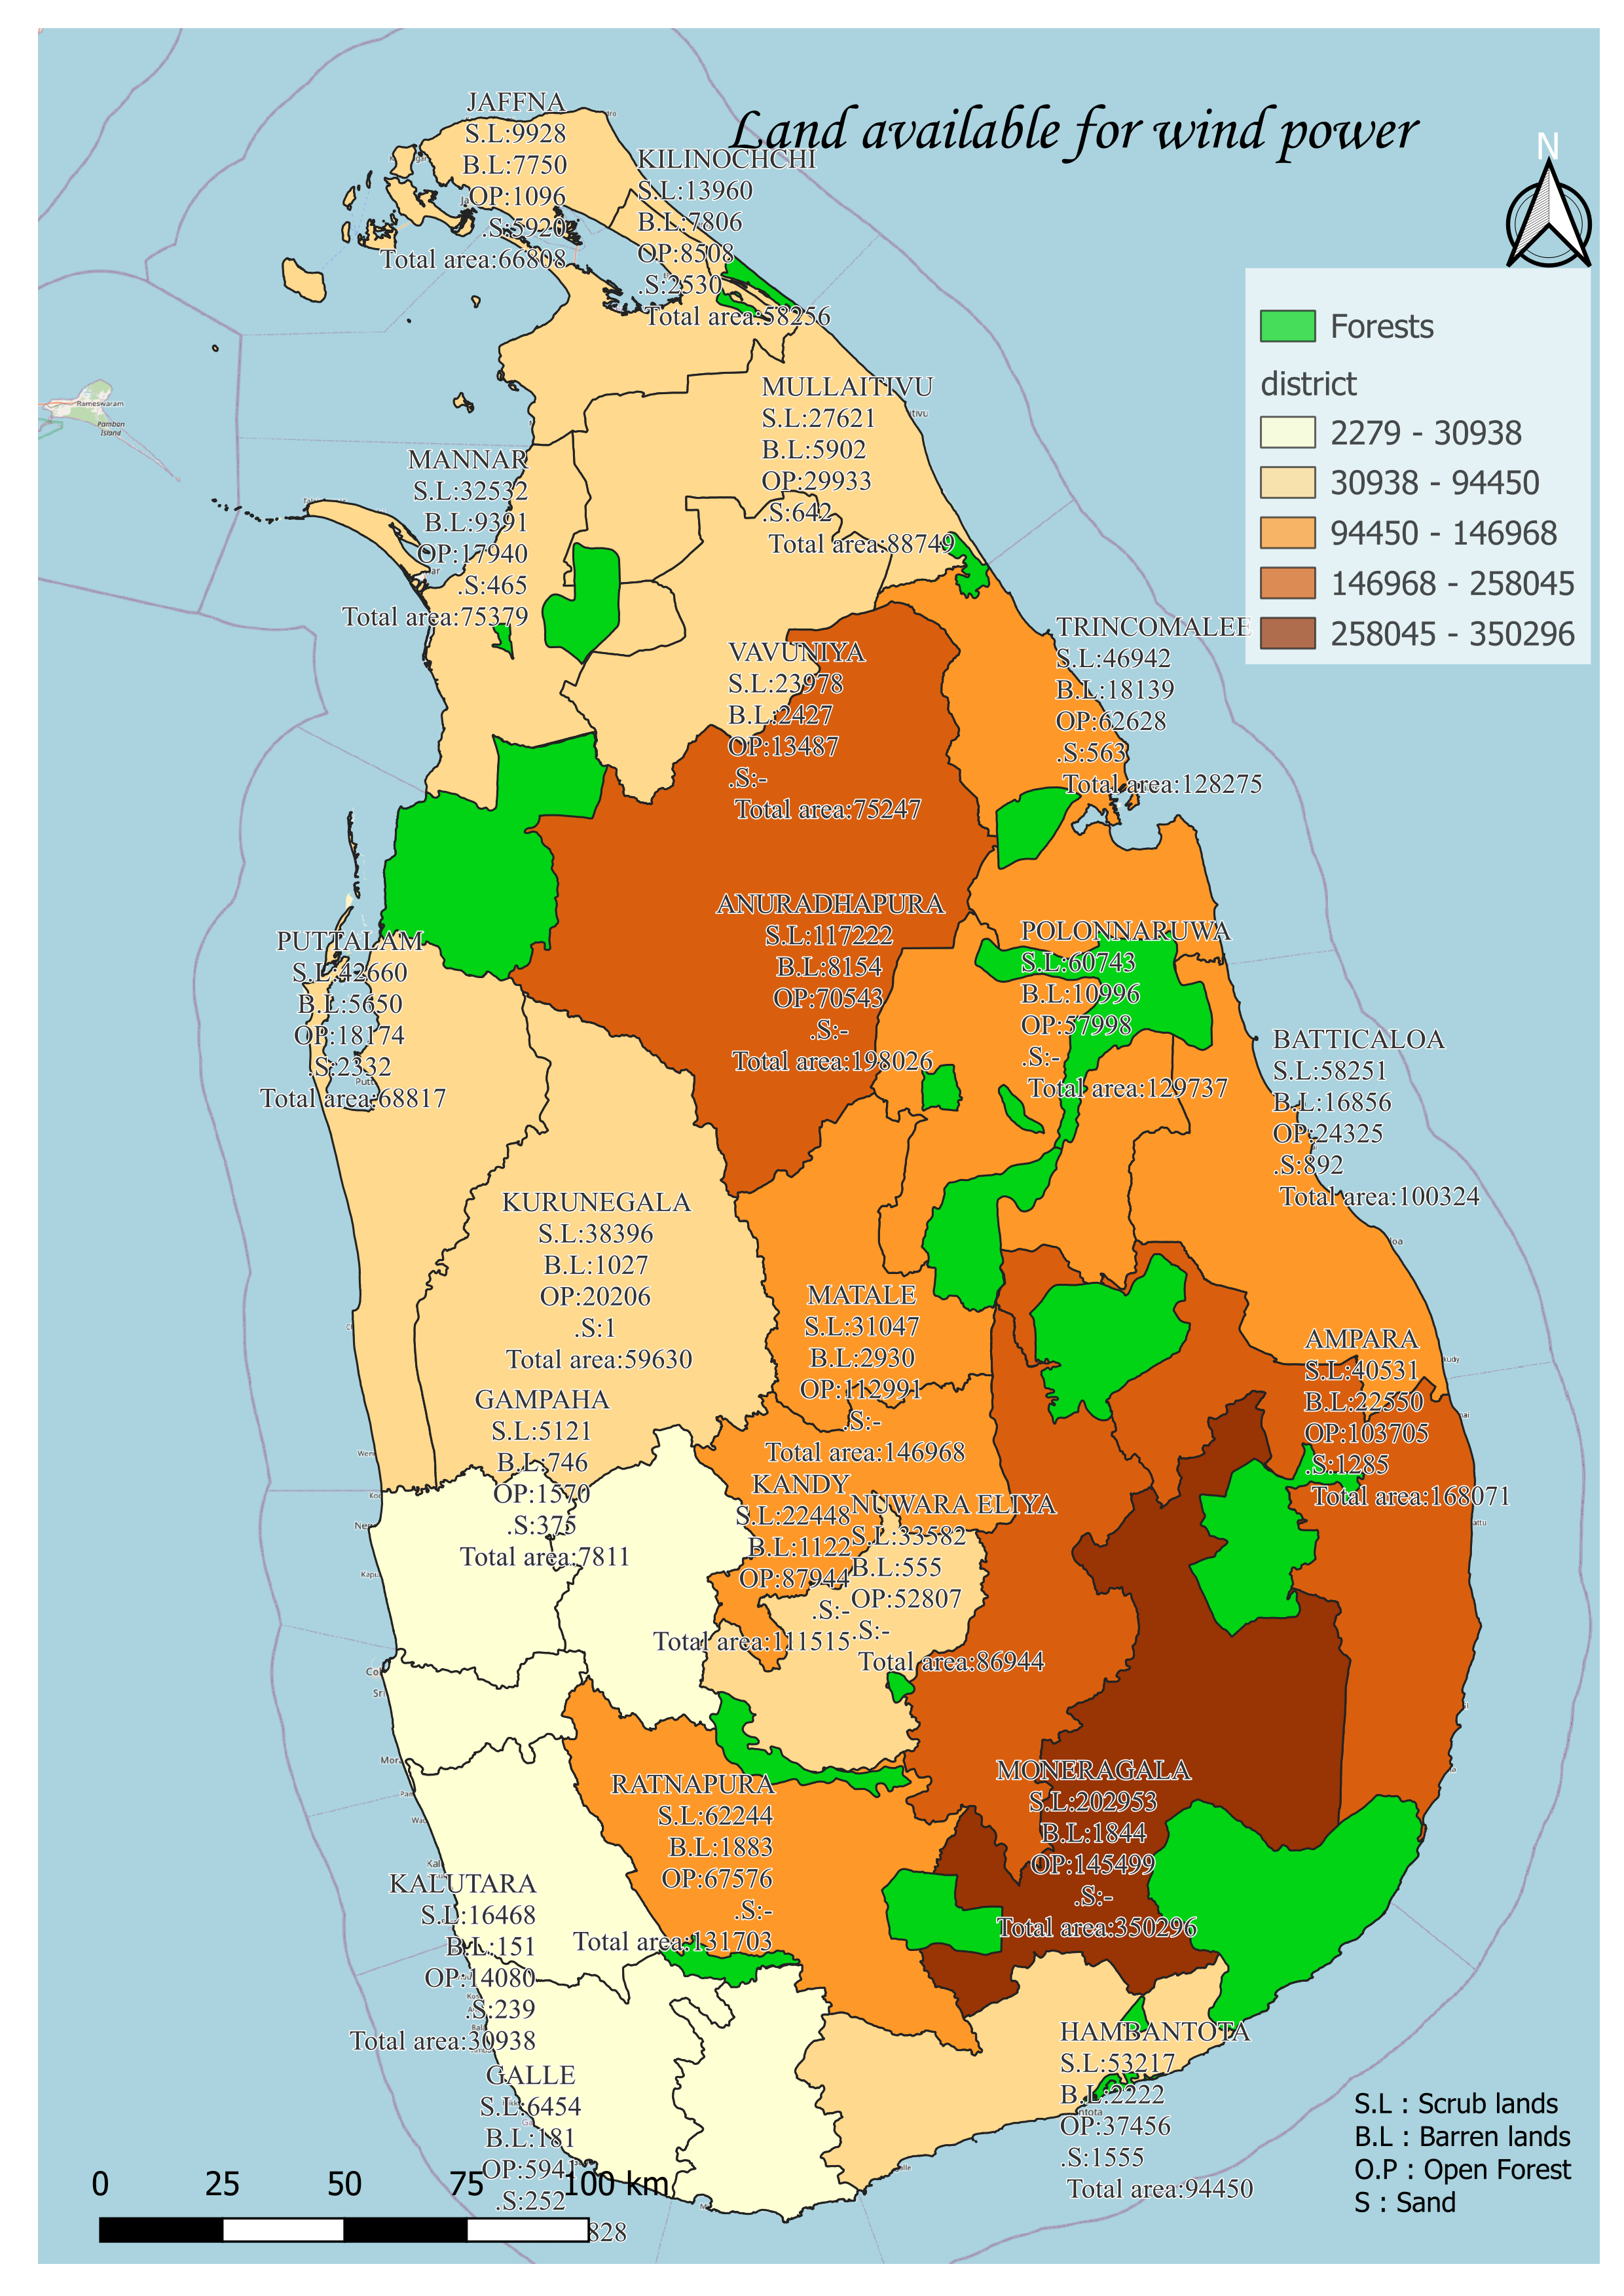 Land available for wind power
N
JAFFNA
S.L:9928
B.L:7750
OP:1096
.S:5920
Total area:66808
KILINOCHCHI
S.L:13960
B.L:7806
OP:8508
.S:2530
Total area:58256
Forests
district
2279 - 30938
30938 - 94450
94450 - 146968
146968 - 258045
258045 - 350296
Rameswaram
Pamban
Island
MULLAITIVU
S.L:27621
B.L:5902
OP:29933
.S:642
Total area:88749
MANNAR
S.L:32532
B.L:9391
OP:17940
.S:465
Total area:75379
TRINCOMALEE
S.L:46942
B.L:18139
OP:62628
.S:563
Total area:128275
VAVUNIYA
S.L:23978
B.L:2427
OP:13487
.S:-
Total area:75247
ANURADHAPURA
S.L:117222
B.L:8154
OP:70543
.S:-
Total area:198026
POLONNARUWA
S.L:60743
B.L:10996
OP:57998
.S:-
Total area:129737
PUTTALAM
S.L:42660
B.L:5650
OP:18174
.S:2332
Total area:68817
BATTICALOA
S.L:58251
B.L:16856
OP:24325
.S:892
Total area:100324
KURUNEGALA
S.L:38396
B.L:1027
OP:20206
.S:1
Total area:59630
MATALE
S.L:31047
B.L:2930
OP:112991
.S:-
Total area:146968
AMPARA
S.L:40531
B.L:22550
OP:103705
.S:1285
Total area:168071
GAMPAHA
S.L:5121
B.L:746
OP:1570
.S:375
Total area:7811
KANDY
S.L:22448
B.L:1122
OP:87944
.S:-
Total area:111515
NUWARA ELIYA
S.L:33582
B.L:555
OP:52807
.S:-
Total area:86944
RATNAPURA
S.L:62244
B.L:1883
OP:67576
.S:-
Total area:131703
MONERAGALA
S.L:202953
B.L:1844
OP:145499
.S:-
Total area:350296
KALUTARA
S.L:16468
B.L:151
OP:14080
.S:239
Total area:30938
GALLE
S.L:6454
B.L:181
OP:5941
.S:252
828
HAMBANTOTA
S.L:53217
B.L:2222
OP:37456
.S:1555
Total area:94450
S.L : Scrub lands
B.L : Barren lands
O.P : Open Forest
S : Sand
0 25 50 75 100 km